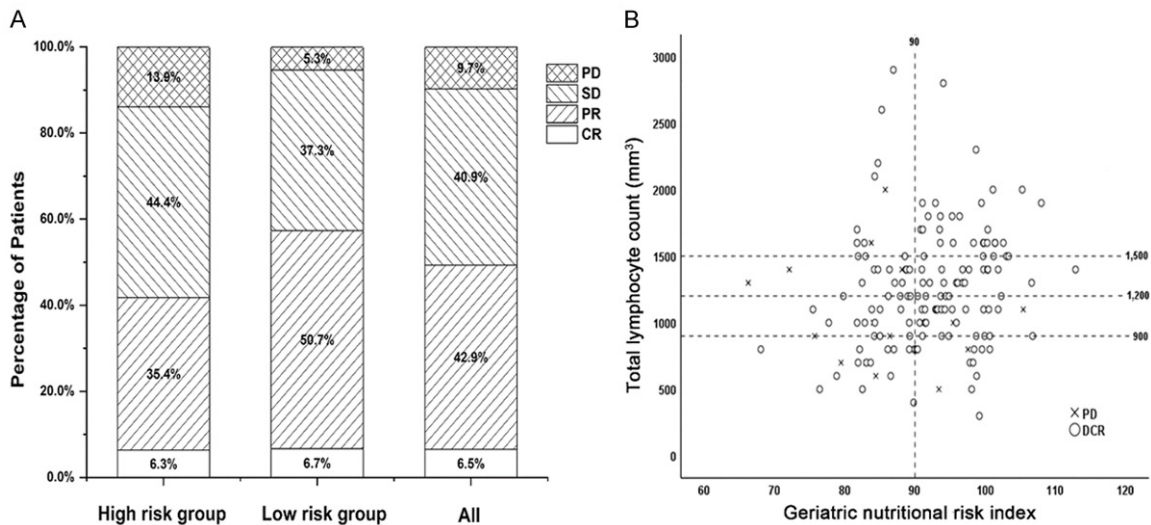 A
Percentage of Patients
100.0%
80.0%
60.0%
40.0%
20.0%
0.0%
13.9%
44.4%
35.4%
6.3%
5.3%
37.3%
50.7%
6.7%
9.7%
40.9%
42.9%
6.5%
High risk group
Low risk group
All
PD
SD
PR
CR
B
90
Total lymphocyte count (mm³)
3000
2500
2000
1500
1000
500
0
1,500
1,200
900
PD
DCR
60
70
80
90
100
110
120
Geriatric nutritional risk index